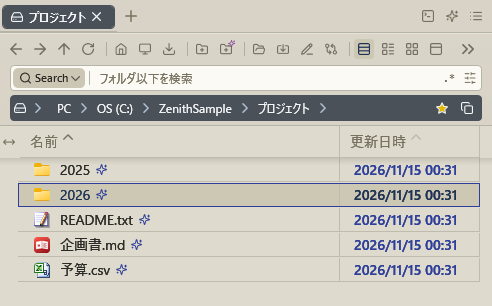 プロジェクト
Search フォルダ以下を検索 .*
PC OS (C:) ZenithSample プロジェクト
名前 更新日時
2025 2026/11/15 00:31
2026 2026/11/15 00:31
README.txt 2026/11/15 00:31
企画書.md 2026/11/15 00:31
予算.csv 2026/11/15 00:31